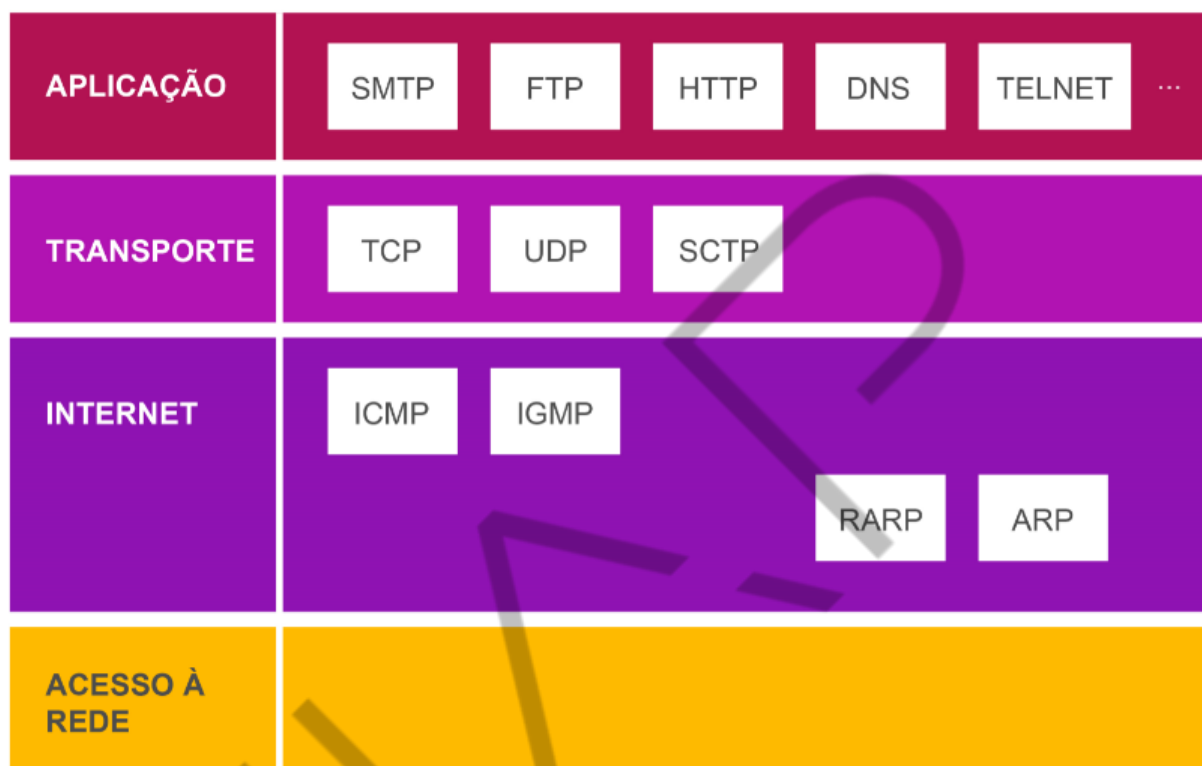 APLICAÇÃO SMTP FTP HTTP DNS TELNET ...
TRANSPORTE TCP UDP SCTP
INTERNET ICMP IGMP
RARP ARP
ACESSO À
REDE